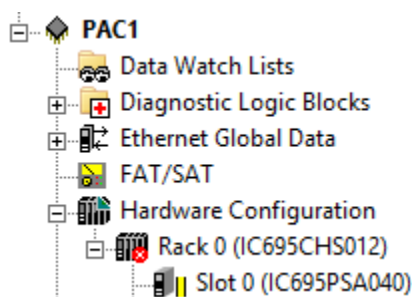 PAC1
Data Watch Lists
Diagnostic Logic Blocks
Ethernet Global Data
FAT/SAT
Hardware Configuration
Rack 0 (IC695CHS012)
Slot 0 (IC695PSA040)